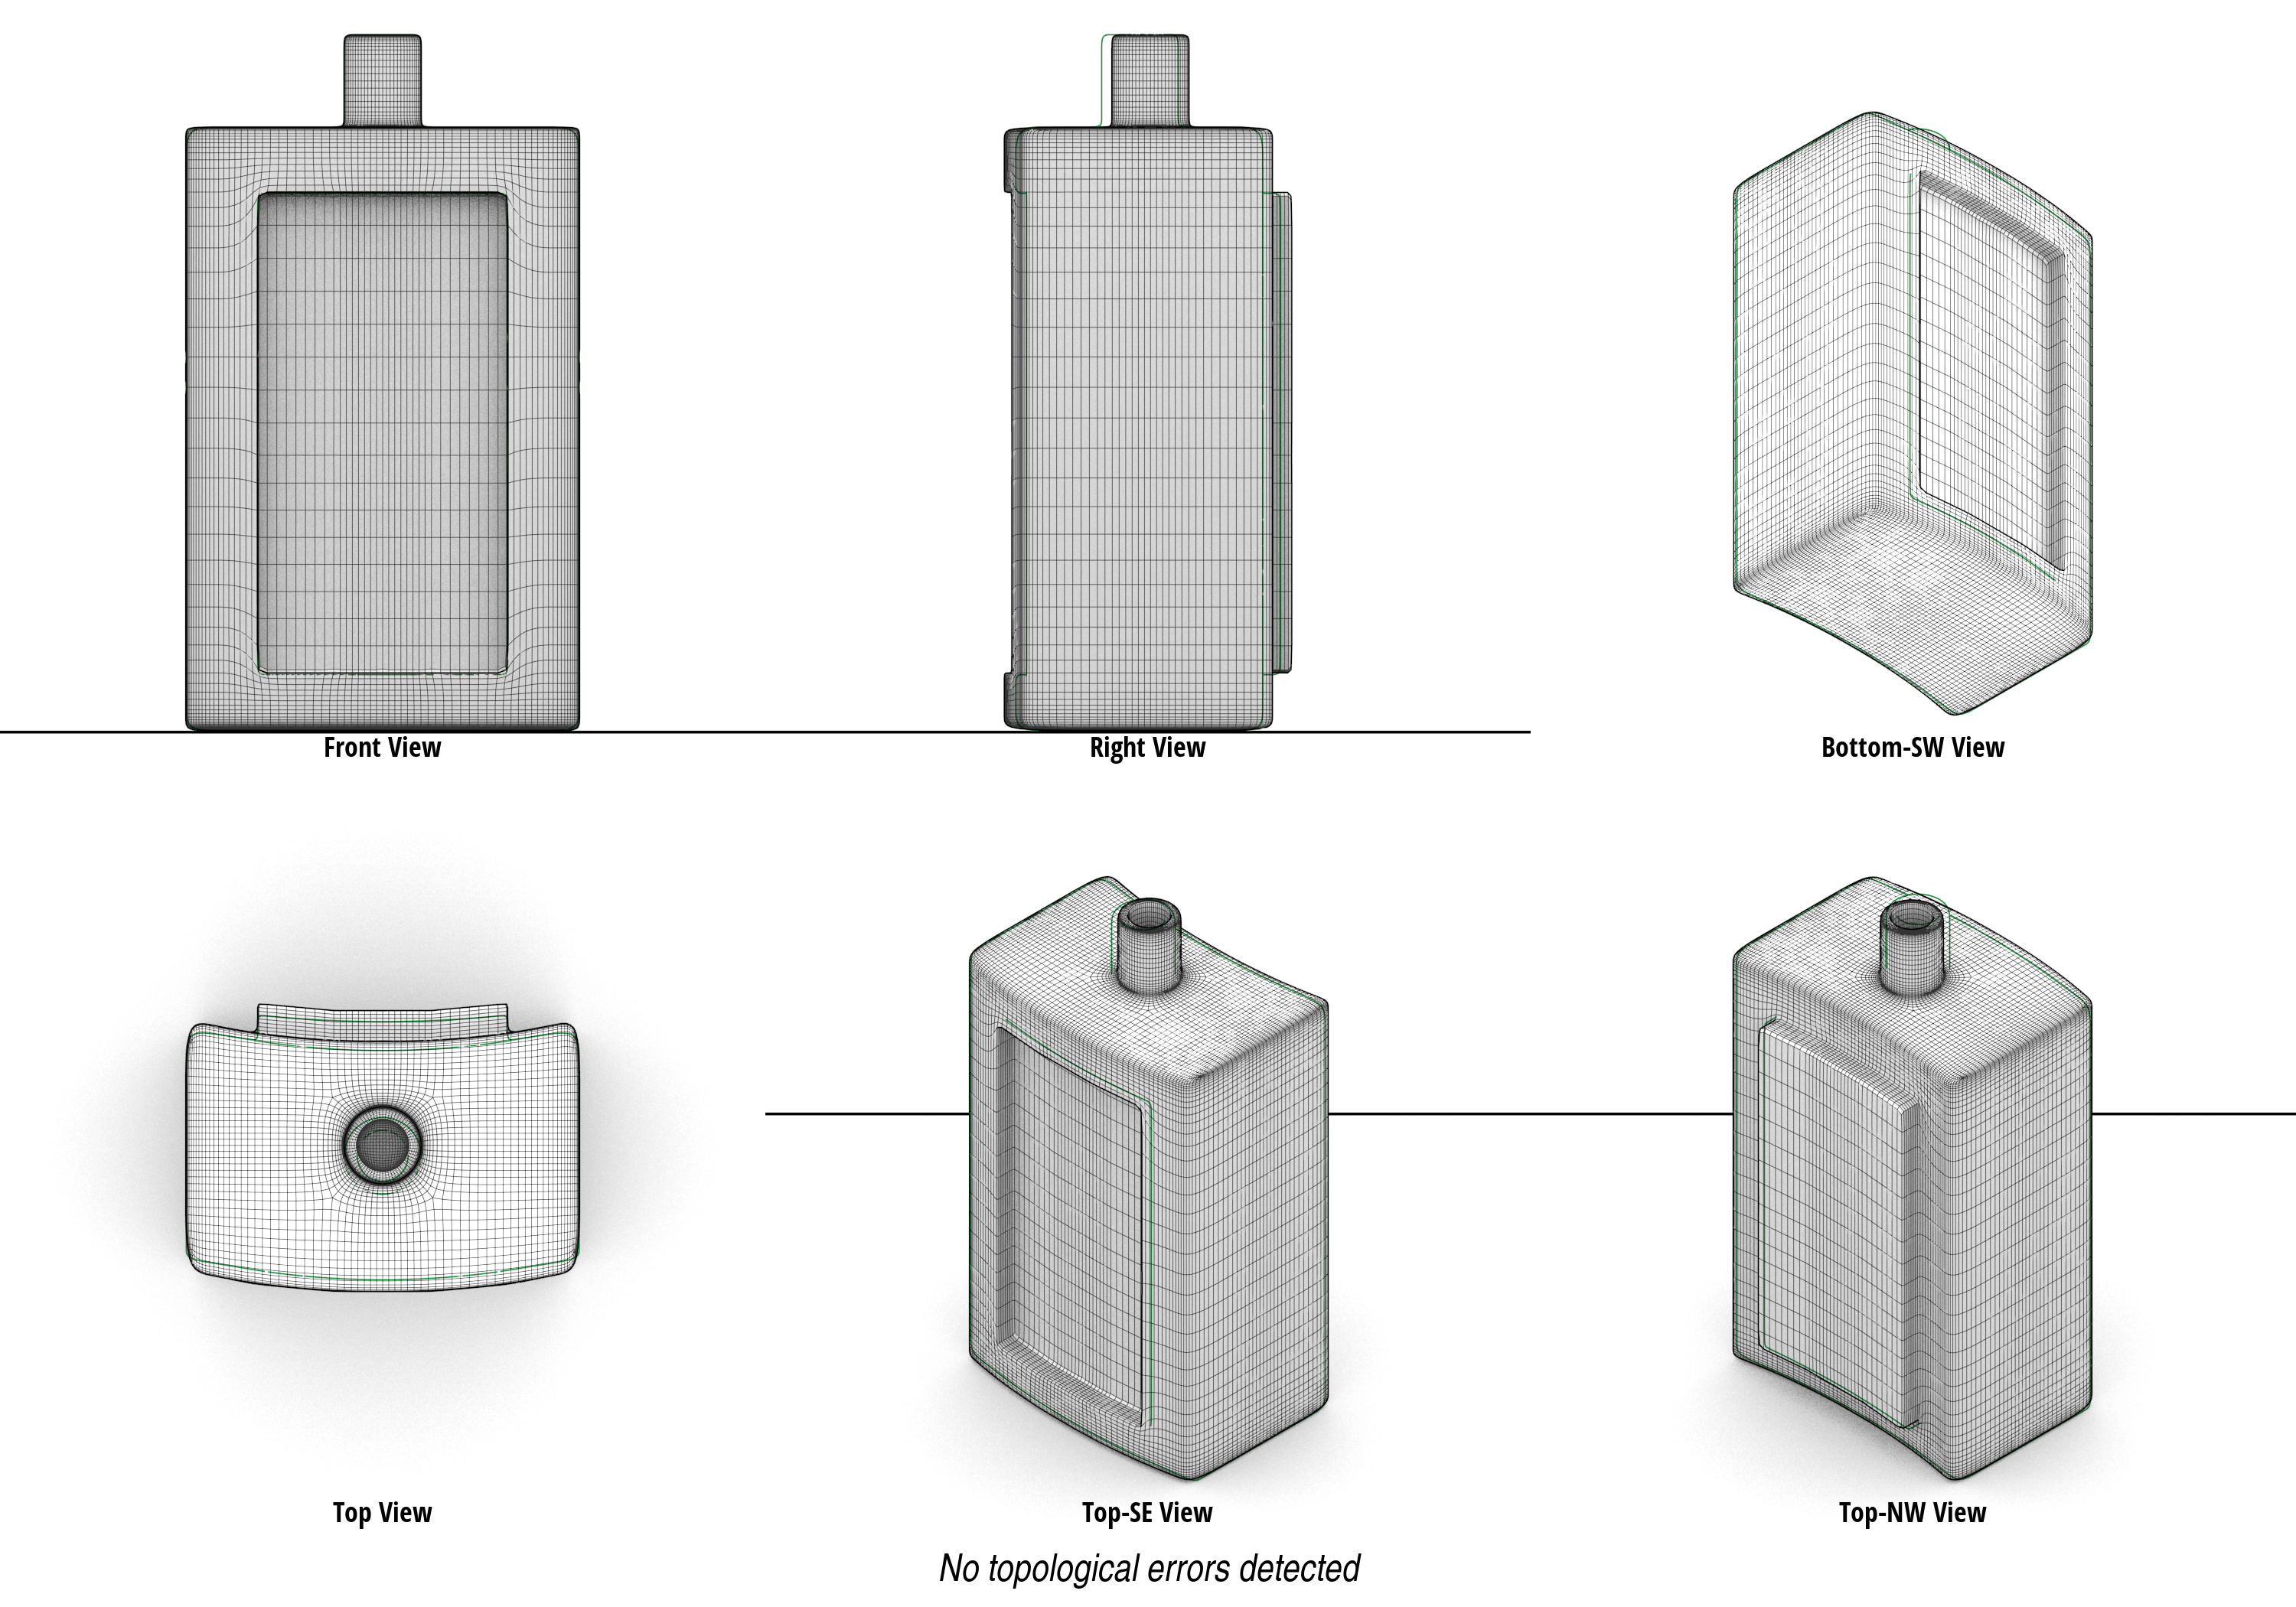 Front View
Right View
Bottom-SW View
Top View
Top-SE View
Top-NW View
No topological errors detected